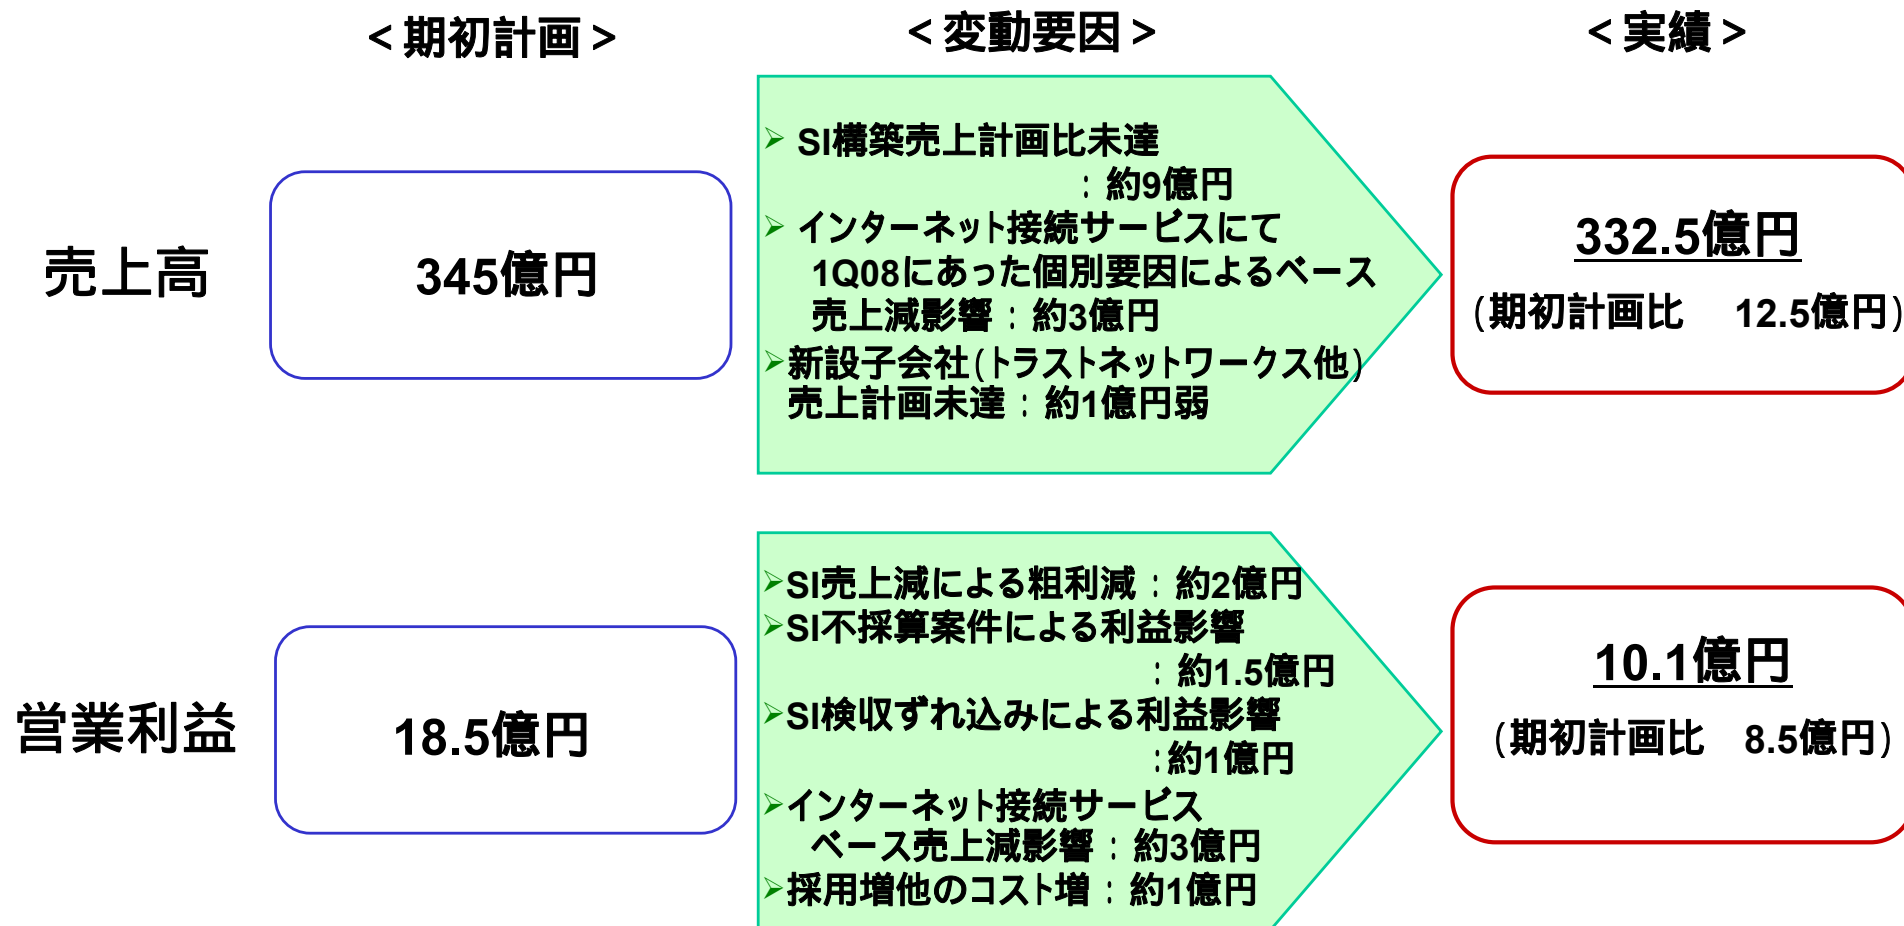 ＜期初計画＞
＜変動要因＞
＜実績＞
売上高
345億円
SI構築売上計画比未達
：約9億円
インターネット接続サービスにて
1Q08にあった個別要因によるベース
売上減影響：約3億円
新設子会社(トラストネットワークス他)
売上計画未達：約1億円弱
332.5億円
(期初計画比　12.5億円)
営業利益
18.5億円
SI売上減による粗利減：約2億円
SI不採算案件による利益影響
：約1.5億円
SI検収ずれ込みによる利益影響
：約1億円
インターネット接続サービス
ベース売上減影響：約3億円
採用増他のコスト増：約1億円
10.1億円
(期初計画比　8.5億円)